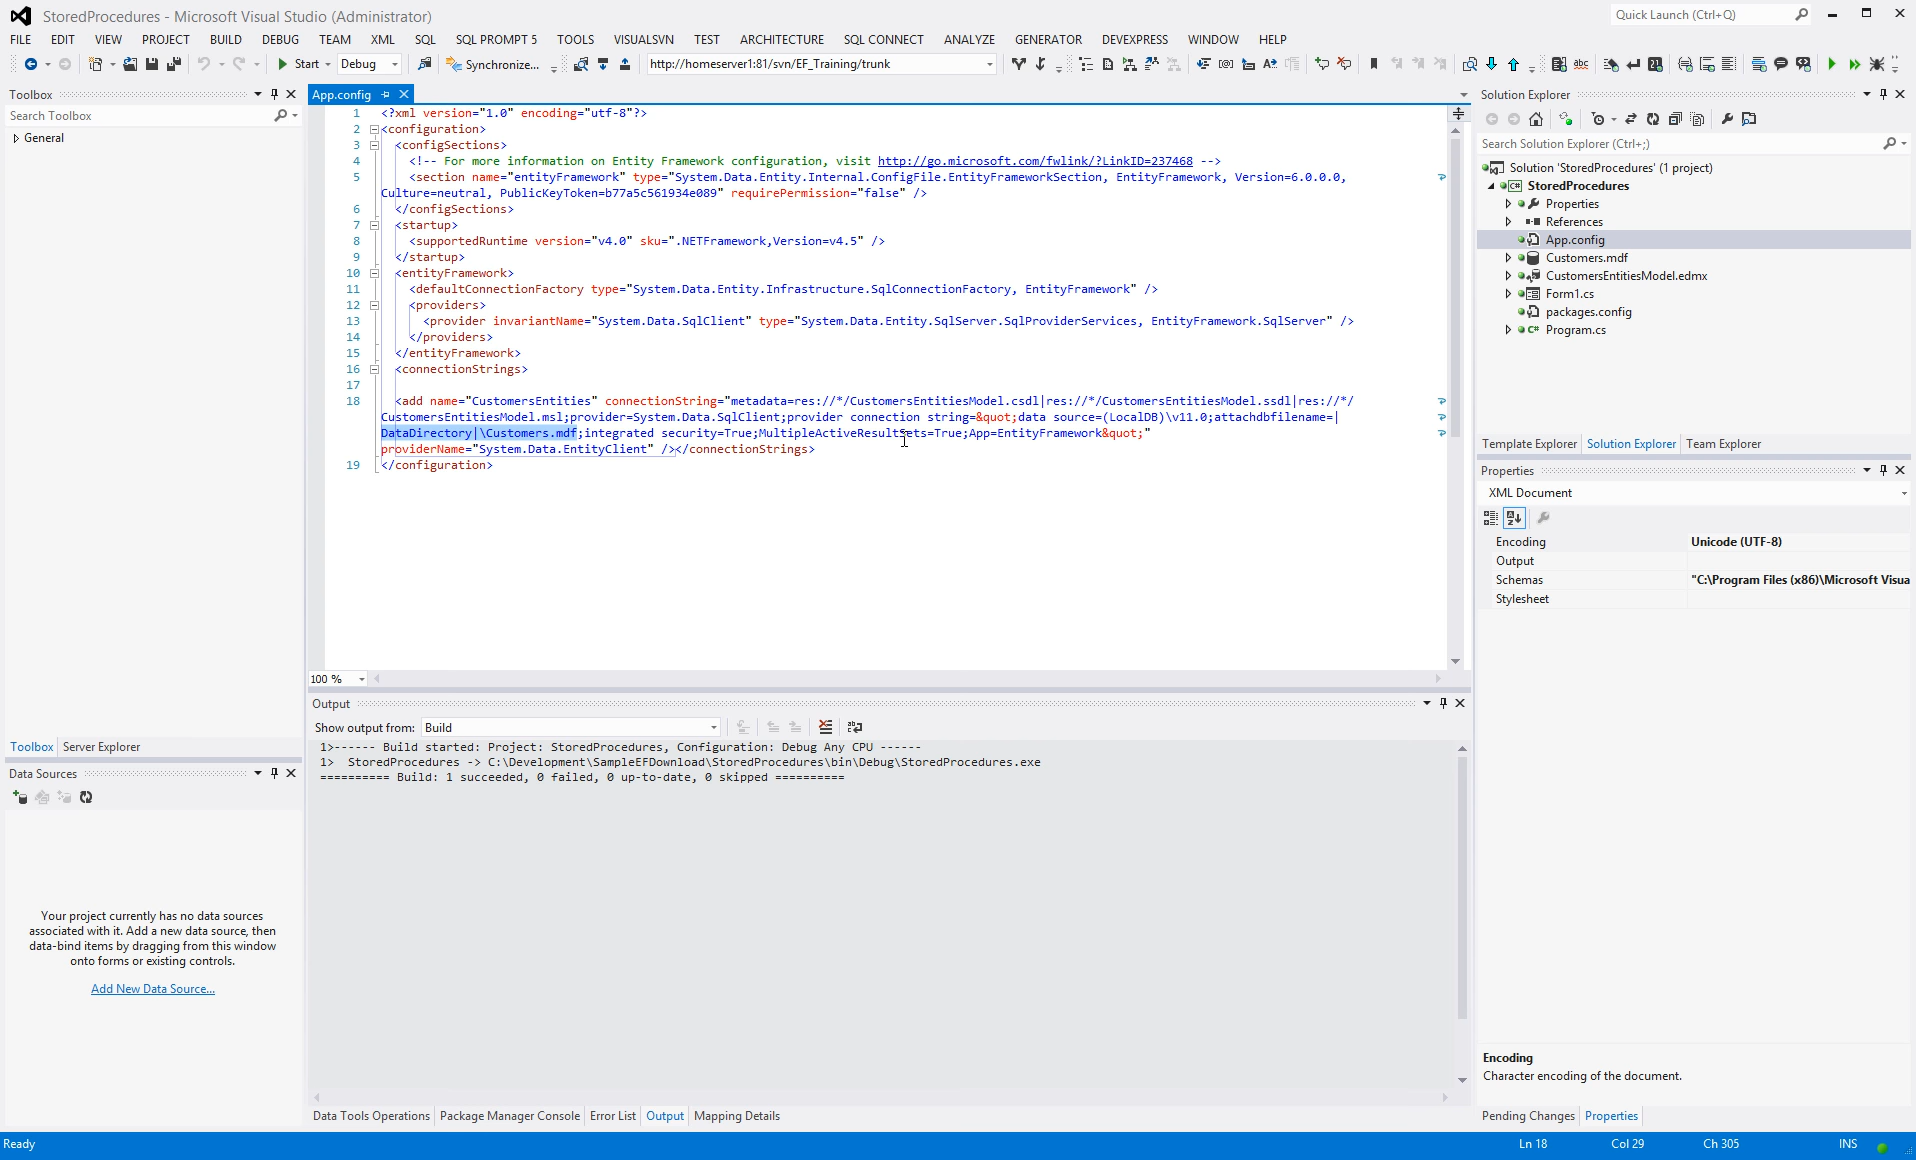 StoredProcedures - Microsoft Visual Studio (Administrator)
Quick Launch (Ctrl+Q)
FILE EDIT VIEW PROJECT BUILD DEBUG TEAM XML SQL SQL PROMPT 5 TOOLS VISUALSVN TEST ARCHITECTURE SQL CONNECT ANALYZE GENERATOR DEVEXPRESS WINDOW HELP
Start Debug Synchronize... http://homeserver1:81/svn/EF_Training/trunk
Toolbox
Search Toolbox
General
App.config
1 <?xml version="1.0" encoding="utf-8"?>
2 <configuration>
3 <configSections>
4 <!-- For more information on Entity Framework configuration, visit http://go.microsoft.com/fwlink/?LinkID=237468 -->
5 <section name="entityFramework" type="System.Data.Entity.Internal.ConfigFile.EntityFrameworkSection, EntityFramework, Version=6.0.0.0,
Culture=neutral, PublicKeyToken=b77a5c561934e089" requirePermission="false" />
6 </configSections>
7 <startup>
8 <supportedRuntime version="v4.0" sku=".NETFramework,Version=v4.5" />
9 </startup>
10 <entityFramework>
11 <defaultConnectionFactory type="System.Data.Entity.Infrastructure.SqlConnectionFactory, EntityFramework" />
12 <providers>
13 <provider invariantName="System.Data.SqlClient" type="System.Data.Entity.SqlServer.SqlProviderServices, EntityFramework.SqlServer" />
14 </providers>
15 </entityFramework>
16 <connectionStrings>
17
18 <add name="CustomersEntities" connectionString="metadata=res://*/CustomersEntitiesModel.csdl|res://*/CustomersEntitiesModel.ssdl|res://*/
CustomersEntitiesModel.msl;provider=System.Data.SqlClient;provider connection string=&quot;data source=(LocalDB)\v11.0;attachdbfilename=|
DataDirectory|\Customers.mdf;integrated security=True;MultipleActiveResultSets=True;App=EntityFramework&quot;"
providerName="System.Data.EntityClient" /></connectionStrings>
19 </configuration>
100 %
Output
Show output from: Build
1>------ Build started: Project: StoredProcedures, Configuration: Debug Any CPU ------
1> StoredProcedures -> C:\Development\SampleEFDownload\StoredProcedures\bin\Debug\StoredProcedures.exe
========== Build: 1 succeeded, 0 failed, 0 up-to-date, 0 skipped ==========
Toolbox Server Explorer
Data Sources
Your project currently has no data sources
associated with it. Add a new data source, then
data-bind items by dragging from this window
onto forms or existing controls.
Add New Data Source...
Data Tools Operations Package Manager Console Error List Output Mapping Details
Solution Explorer
Search Solution Explorer (Ctrl+;)
Solution 'StoredProcedures' (1 project)
C# StoredProcedures
Properties
References
App.config
Customers.mdf
CustomersEntitiesModel.edmx
Form1.cs
packages.config
C# Program.cs
Template Explorer Solution Explorer Team Explorer
Properties
XML Document
Encoding Unicode (UTF-8)
Output
Schemas "C:\Program Files (x86)\Microsoft Visua
Stylesheet
Encoding
Character encoding of the document.
Pending Changes Properties
Ready Ln 18 Col 29 Ch 305 INS